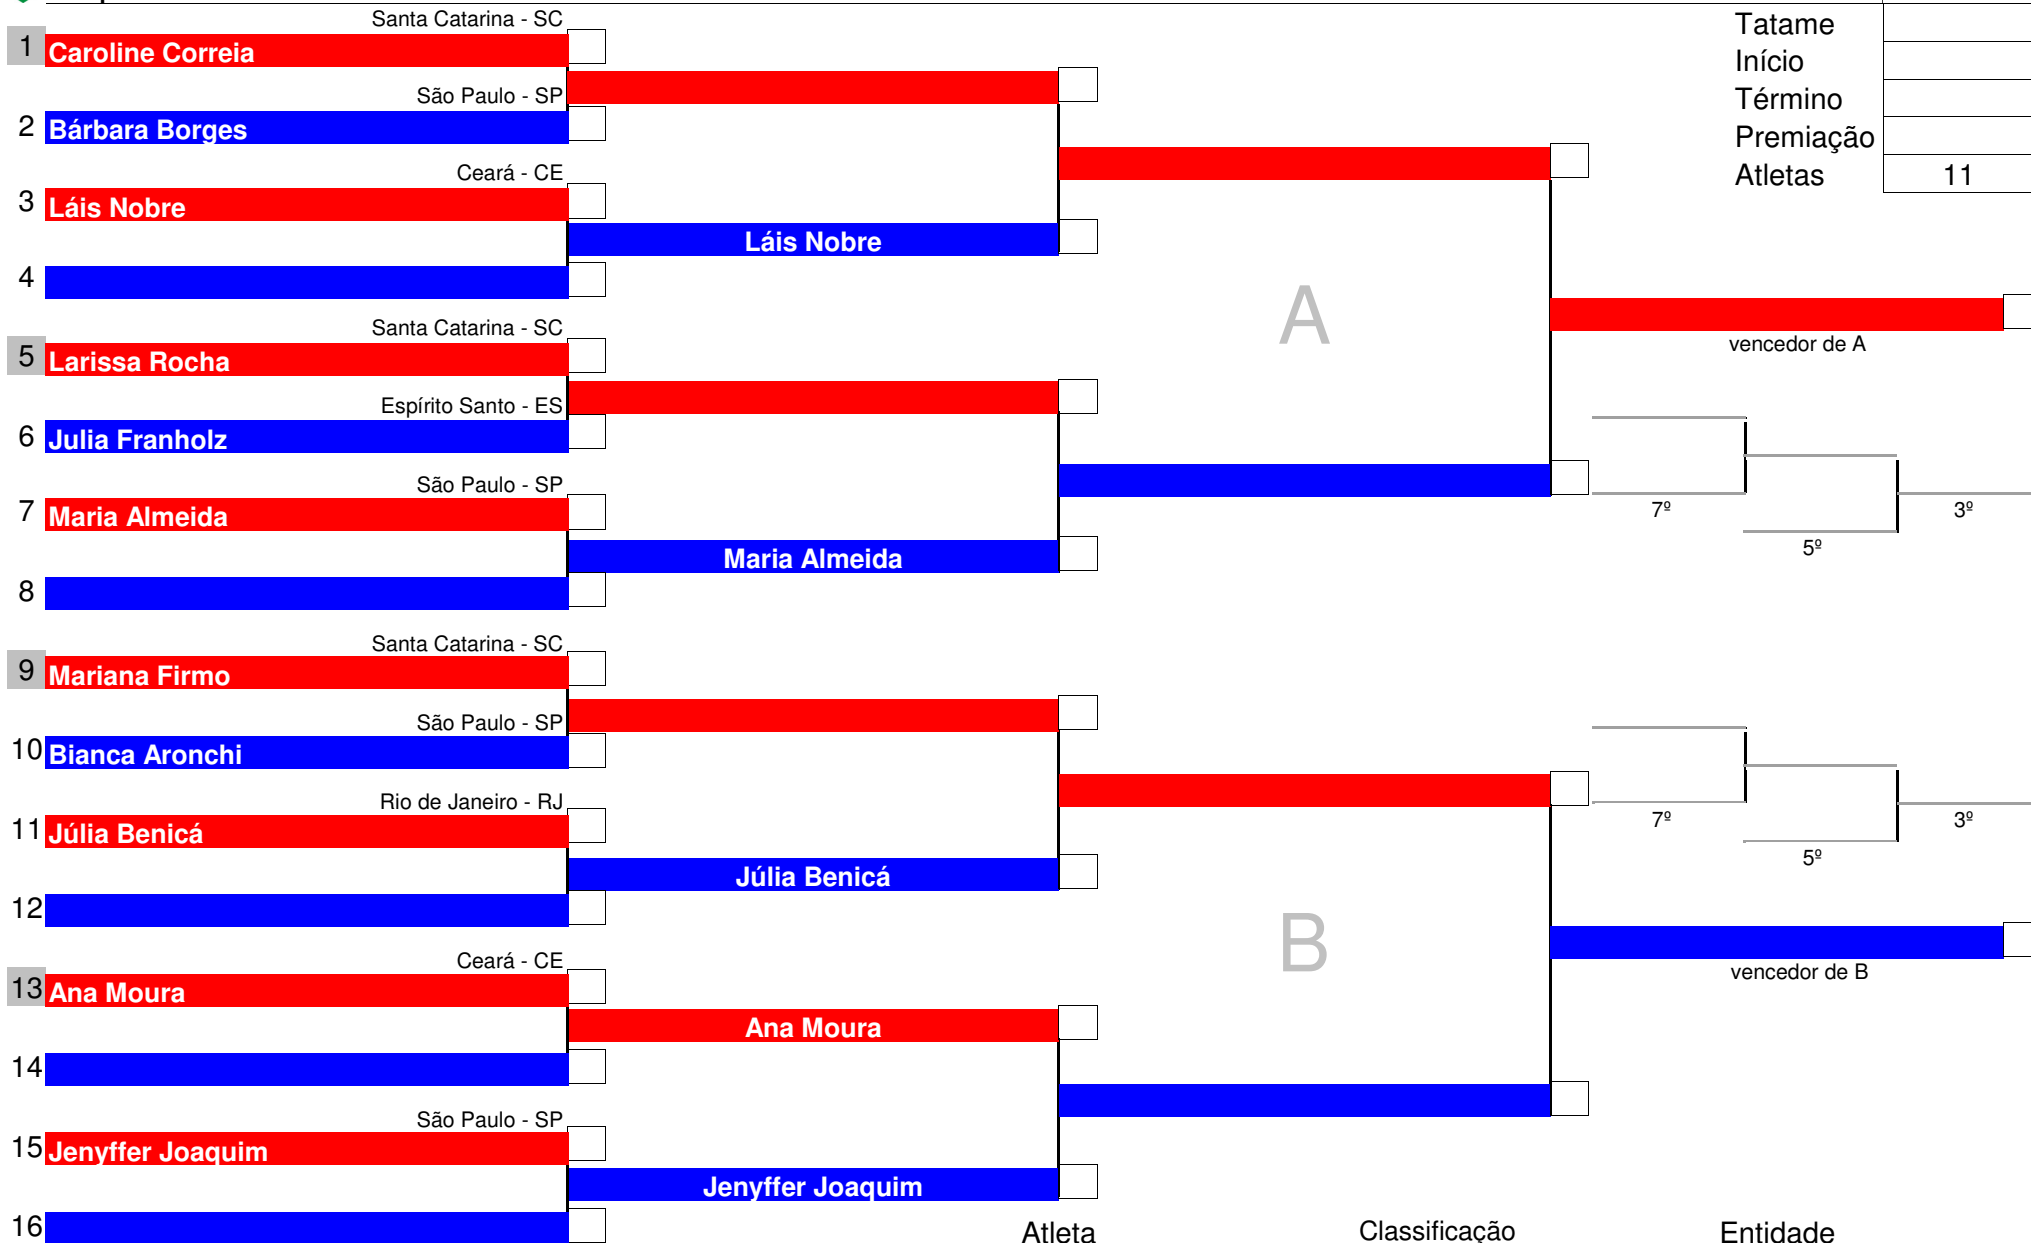 Santa Catarina - SC
1 Caroline Correia
São Paulo - SP
2 Bárbara Borges
Ceará - CE
3 Láis Nobre
Láis Nobre
4
Santa Catarina - SC
5 Larissa Rocha
Espírito Santo - ES
6 Julia Franholz
São Paulo - SP
7 Maria Almeida
Maria Almeida
8
Santa Catarina - SC
9 Mariana Firmo
São Paulo - SP
10 Bianca Aronchi
Rio de Janeiro - RJ
11 Júlia Benicá
Júlia Benicá
12
Ceará - CE
13 Ana Moura
Ana Moura
14
São Paulo - SP
15 Jenyffer Joaquim
Jenyffer Joaquim
16
A
B
Tatame
Início
Término
Premiação
Atletas 11
vencedor de A
7º
3º
5º
7º
3º
5º
vencedor de B
Atleta Classificação Entidade